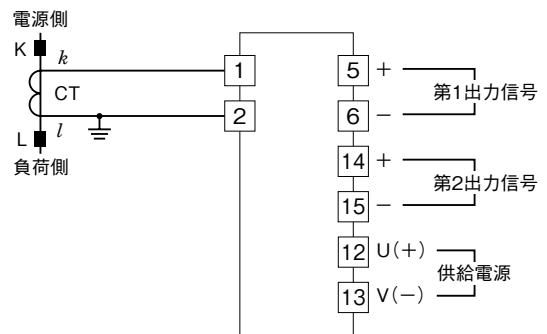 電源側
K k
CT
L l
負荷側
1
2
5 +
6 −
第1出力信号
14 +
15 −
第2出力信号
12 U(+)
13 V(−)
供給電源